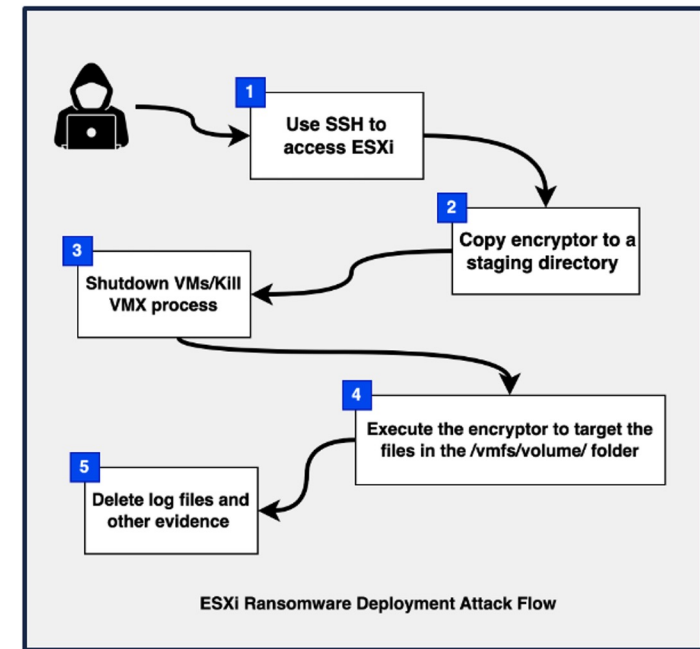 1
Use SSH to
access ESXi
2
Copy encryptor to a
staging directory
3
Shutdown VMs/Kill
VMX process
4
Execute the encryptor to target the
files in the /vmfs/volume/ folder
5
Delete log files and
other evidence
ESXi Ransomware Deployment Attack Flow